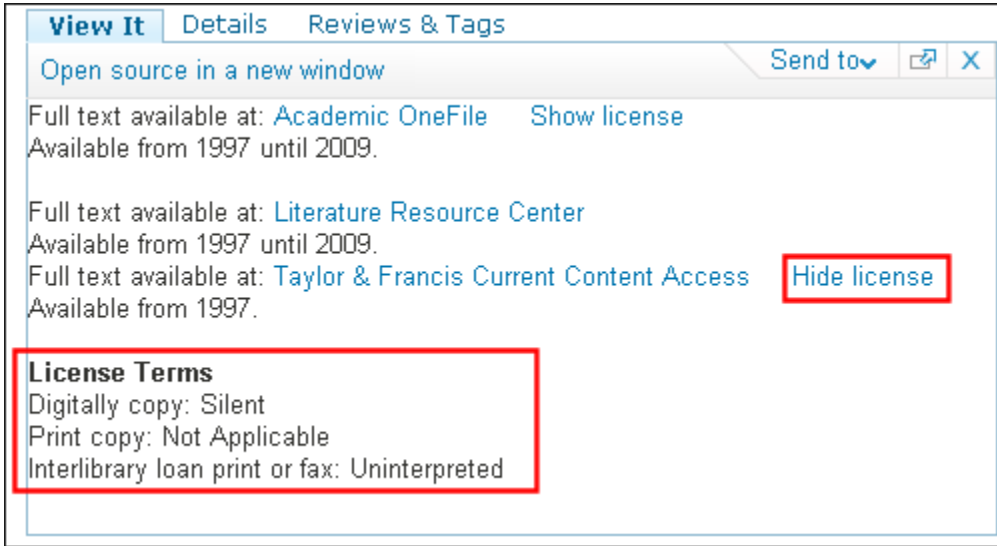 View It Details Reviews & Tags
Open source in a new window Send to
Full text available at: Academic OneFile Show license
Available from 1997 until 2009.
Full text available at: Literature Resource Center
Available from 1997 until 2009.
Full text available at: Taylor & Francis Current Content Access Hide license
Available from 1997.
License Terms
Digitally copy: Silent
Print copy: Not Applicable
Interlibrary loan print or fax: Uninterpreted